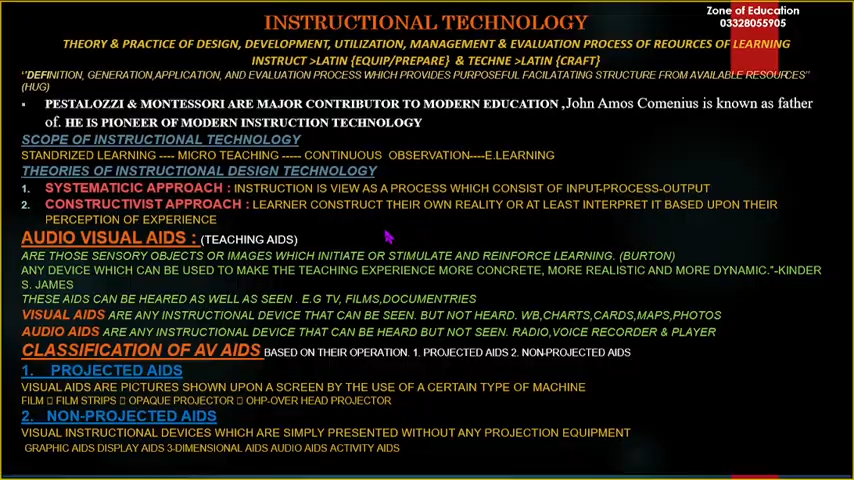 Zone of Education
03328055905
INSTRUCTIONAL TECHNOLOGY
THEORY & PRACTICE OF DESIGN, DEVELOPMENT, UTILIZATION, MANAGEMENT & EVALUATION PROCESS OF REOURCES OF LEARNING
INSTRUCT >LATIN {EQUIP/PREPARE} & TECHNE >LATIN {CRAFT}
‘’DEFINITION, GENERATION,APPLICATION, AND EVALUATION PROCESS WHICH PROVIDES PURPOSEFUL FACILATATING STRUCTURE FROM AVAILABLE RESOURCES’’
(HUG)
▪ PESTALOZZI & MONTESSORI ARE MAJOR CONTRIBUTOR TO MODERN EDUCATION ,John Amos Comenius is known as father
of. HE IS PIONEER OF MODERN INSTRUCTION TECHNOLOGY
SCOPE OF INSTRUCTIONAL TECHNOLOGY
STANDRIZED LEARNING ---- MICRO TEACHING ----- CONTINUOUS OBSERVATION----E.LEARNING
THEORIES OF INSTRUCTIONAL DESIGN TECHNOLOGY
1. SYSTEMATICIC APPROACH : INSTRUCTION IS VIEW AS A PROCESS WHICH CONSIST OF INPUT-PROCESS-OUTPUT
2. CONSTRUCTIVIST APPROACH : LEARNER CONSTRUCT THEIR OWN REALITY OR AT LEAST INTERPRET IT BASED UPON THEIR
PERCEPTION OF EXPERIENCE
AUDIO VISUAL AIDS : (TEACHING AIDS)
ARE THOSE SENSORY OBJECTS OR IMAGES WHICH INITIATE OR STIMULATE AND REINFORCE LEARNING. (BURTON)
ANY DEVICE WHICH CAN BE USED TO MAKE THE TEACHING EXPERIENCE MORE CONCRETE, MORE REALISTIC AND MORE DYNAMIC."-KINDER
S. JAMES
THESE AIDS CAN BE HEARED AS WELL AS SEEN . E.G TV, FILMS,DOCUMENTRIES
VISUAL AIDS ARE ANY INSTRUCTIONAL DEVICE THAT CAN BE SEEN. BUT NOT HEARD. WB,CHARTS,CARDS,MAPS,PHOTOS
AUDIO AIDS ARE ANY INSTRUCTIONAL DEVICE THAT CAN BE HEARD BUT NOT SEEN. RADIO,VOICE RECORDER & PLAYER
CLASSIFICATION OF AV AIDS BASED ON THEIR OPERATION. 1. PROJECTED AIDS 2. NON-PROJECTED AIDS
1. PROJECTED AIDS
VISUAL AIDS ARE PICTURES SHOWN UPON A SCREEN BY THE USE OF A CERTAIN TYPE OF MACHINE
FILM ▯ FILM STRIPS ▯ OPAQUE PROJECTOR ▯ OHP-OVER HEAD PROJECTOR
2. NON-PROJECTED AIDS
VISUAL INSTRUCTIONAL DEVICES WHICH ARE SIMPLY PRESENTED WITHOUT ANY PROJECTION EQUIPMENT
GRAPHIC AIDS DISPLAY AIDS 3-DIMENSIONAL AIDS AUDIO AIDS ACTIVITY AIDS